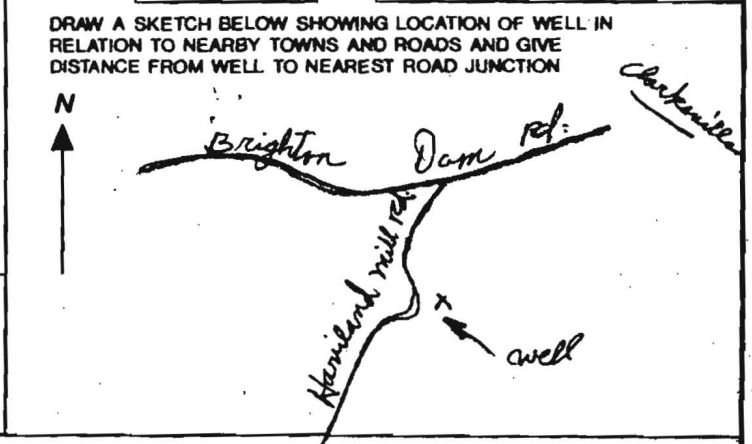 DRAW A SKETCH BELOW SHOWING LOCATION OF WELL IN
RELATION TO NEARBY TOWNS AND ROADS AND GIVE
DISTANCE FROM WELL TO NEAREST ROAD JUNCTION
N
Clarksville
Brighton Dam Rd.
Haviland Mill Rd.
x
well